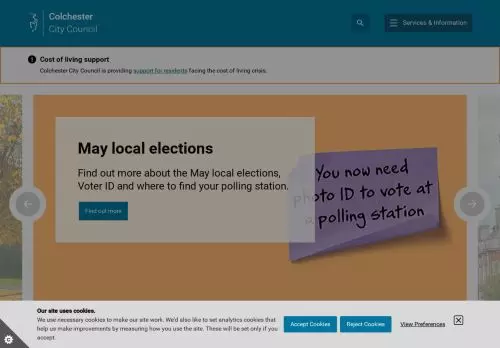 Colchester
City Council
Services & Information
Cost of living support
Colchester City Council is providing support for residents facing the cost of living crisis.
May local elections
Find out more about the May local elections,
Voter ID and where to find your polling station.
Find out more
You now need
photo ID to vote at
a polling station
Our site uses cookies.
We use necessary cookies to make our site work. We'd also like to set analytics cookies that
help us make improvements by measuring how you use the site. These will be set only if you
accept.
Accept Cookies
Reject Cookies
View Preferences